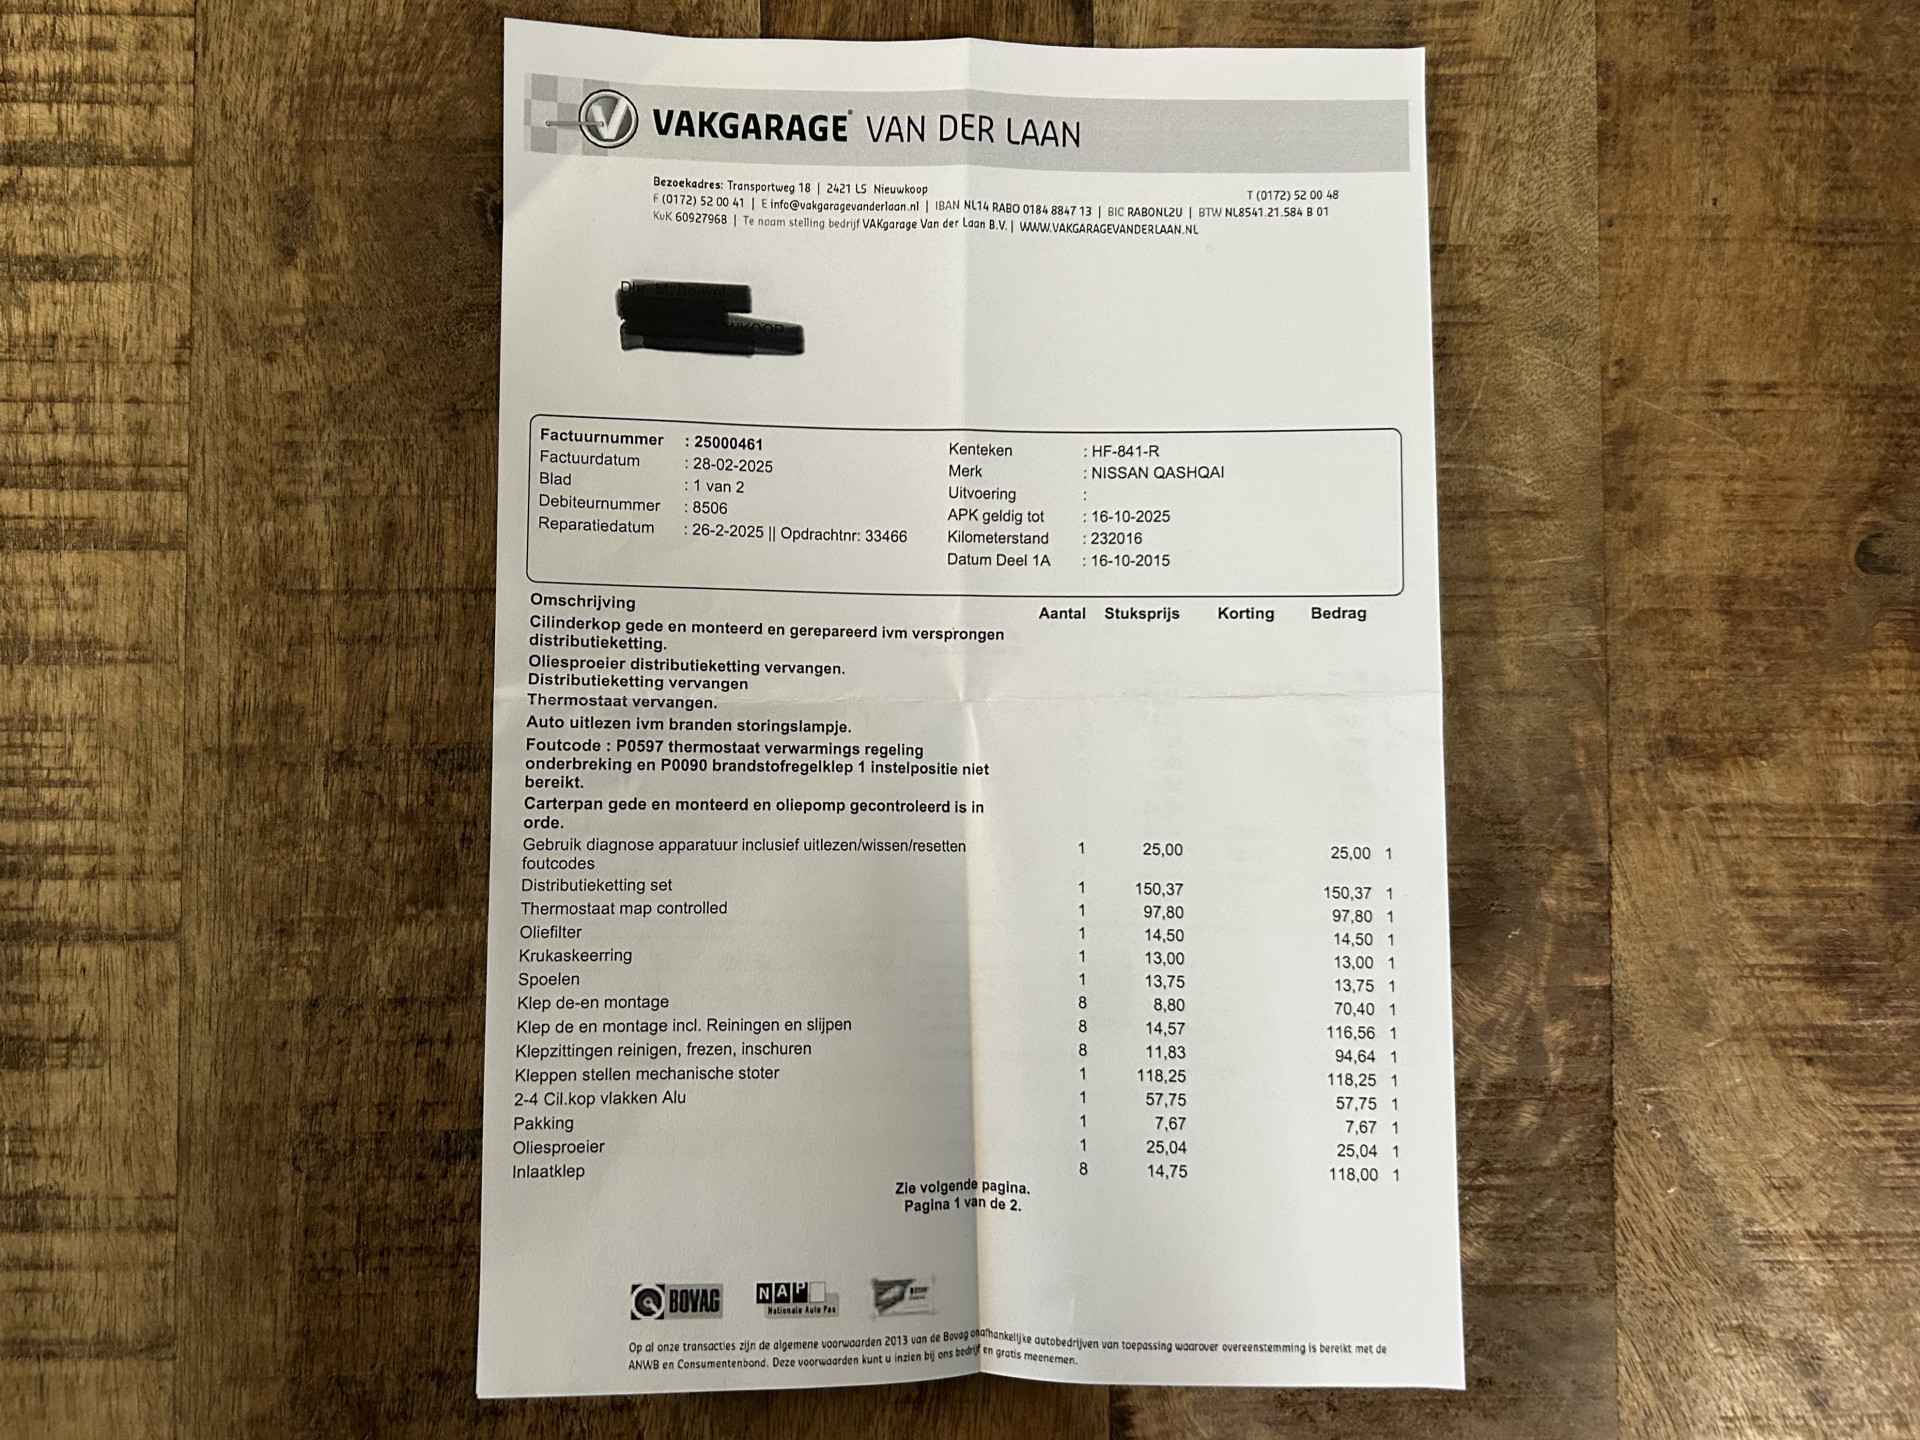 VAKGARAGE® VAN DER LAAN
Bezoekadres: Transportweg 18 | 2421 LS Nieuwkoop T (0172) 52 00 48
F (0172) 52 00 41 | E info@vakgaragevanderlaan.nl | IBAN NL14 RABO 0184 8847 13 | BIC RABONL2U | BTW NL8541.21.584 B 01
KvK 60927968 | Te naam stelling bedrijf VAKgarage Van der Laan B.V. | WWW.VAKGARAGEVANDERLAAN.NL
Factuurnummer : 25000461 Kenteken : HF-841-R
Factuurdatum : 28-02-2025 Merk : NISSAN QASHQAI
Blad : 1 van 2 Uitvoering :
Debiteurnummer : 8506 APK geldig tot : 16-10-2025
Reparatiedatum : 26-2-2025 || Opdrachtnr: 33466 Kilometerstand : 232016
Datum Deel 1A : 16-10-2015
Omschrijving Aantal Stuksprijs Korting Bedrag
Cilinderkop gede en monteerd en gerepareerd ivm versprongen
distributieketting.
Oliesproeier distributieketting vervangen.
Distributieketting vervangen
Thermostaat vervangen.
Auto uitlezen ivm branden storingslampje.
Foutcode : P0597 thermostaat verwarmings regeling
onderbreking en P0090 brandstofregelklep 1 instelpositie niet
bereikt.
Carterpan gede en monteerd en oliepomp gecontroleerd is in
orde.
Gebruik diagnose apparatuur inclusief uitlezen/wissen/resetten 1 25,00 25,00 1
foutcodes
Distributieketting set 1 150,37 150,37 1
Thermostaat map controlled 1 97,80 97,80 1
Oliefilter 1 14,50 14,50 1
Krukaskeerring 1 13,00 13,00 1
Spoelen 1 13,75 13,75 1
Klep de-en montage 8 8,80 70,40 1
Klep de en montage incl. Reiningen en slijpen 8 14,57 116,56 1
Klepzittingen reinigen, frezen, inschuren 8 11,83 94,64 1
Kleppen stellen mechanische stoter 1 118,25 118,25 1
2-4 Cil.kop vlakken Alu 1 57,75 57,75 1
Pakking 1 7,67 7,67 1
Oliesproeier 1 25,04 25,04 1
Inlaatklep 8 14,75 118,00 1
Zie volgende pagina.
Pagina 1 van de 2.
BOVAG
NAP
Nationale Auto Pas
Op al onze transacties zijn de algemene voorwaarden 2013 van de Bovag onafhankelijke autobedrijven van toepassing waarover overeenstemming is bereikt met de
ANWB en Consumentenbond. Deze voorwaarden kunt u inzien bij ons bedrijf en gratis meenemen.